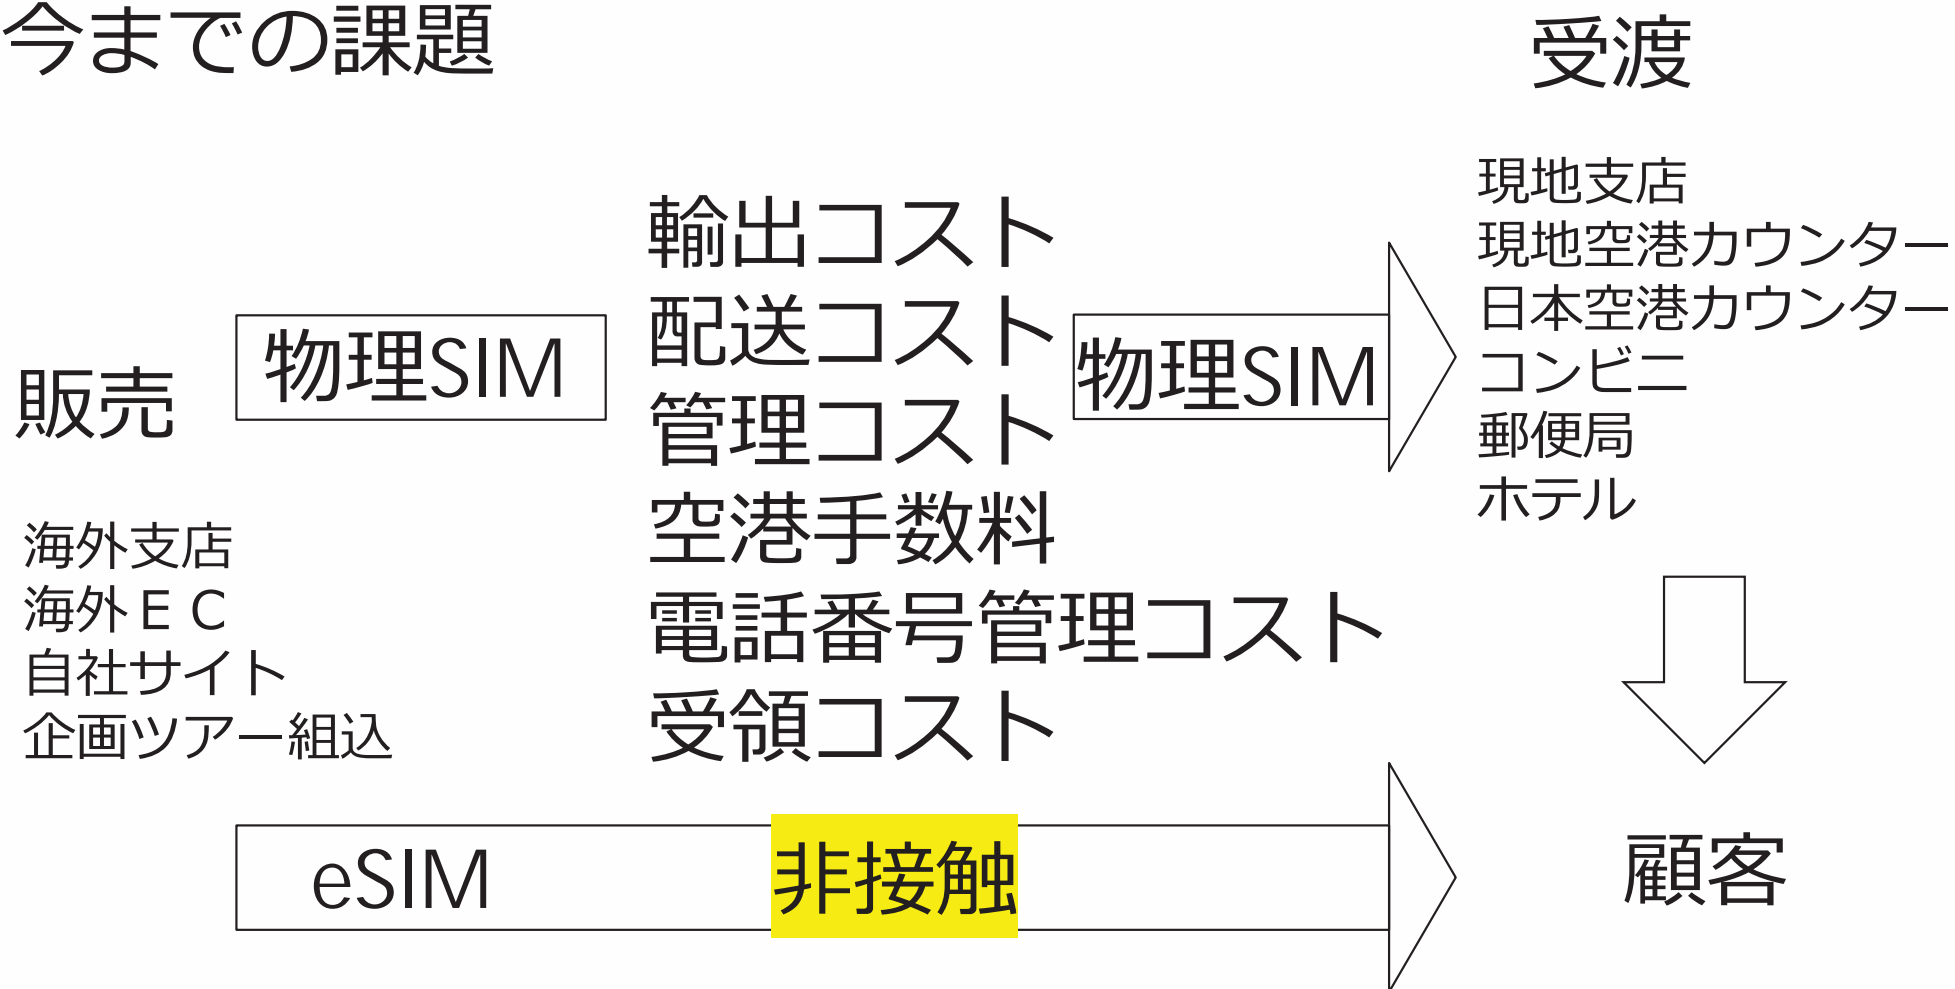 今までの課題
受渡
販売
海外支店
海外ＥＣ
自社サイト
企画ツアー組込
物理SIM
輸出コスト
配送コスト
管理コスト
空港手数料
電話番号管理コスト
受領コスト
物理SIM
現地支店
現地空港カウンター
日本空港カウンター
コンビニ
郵便局
ホテル
eSIM
非接触
顧客